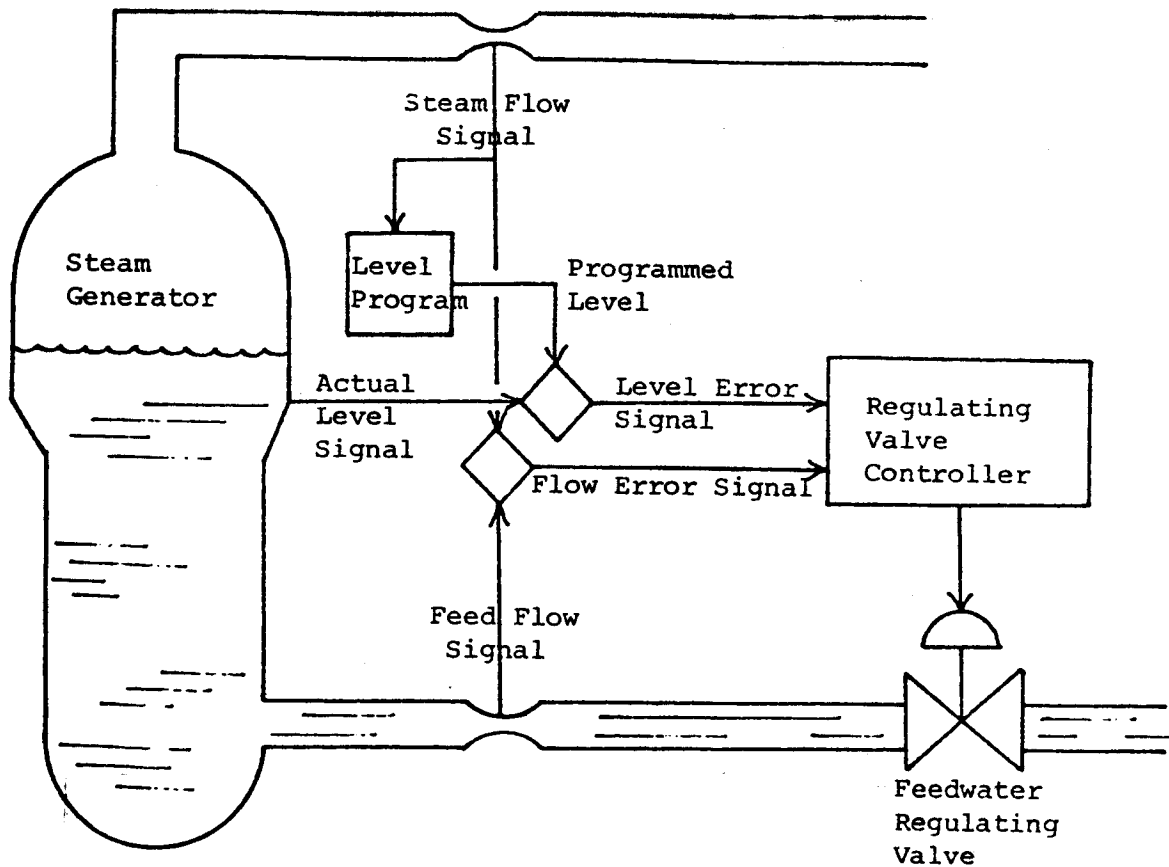 Steam Flow
Signal
Steam
Generator
Level
Program
Programmed
Level
Actual
Level
Signal
Level Error
Signal
Regulating
Valve
Controller
Flow Error Signal
Feed Flow
Signal
Feedwater
Regulating
Valve